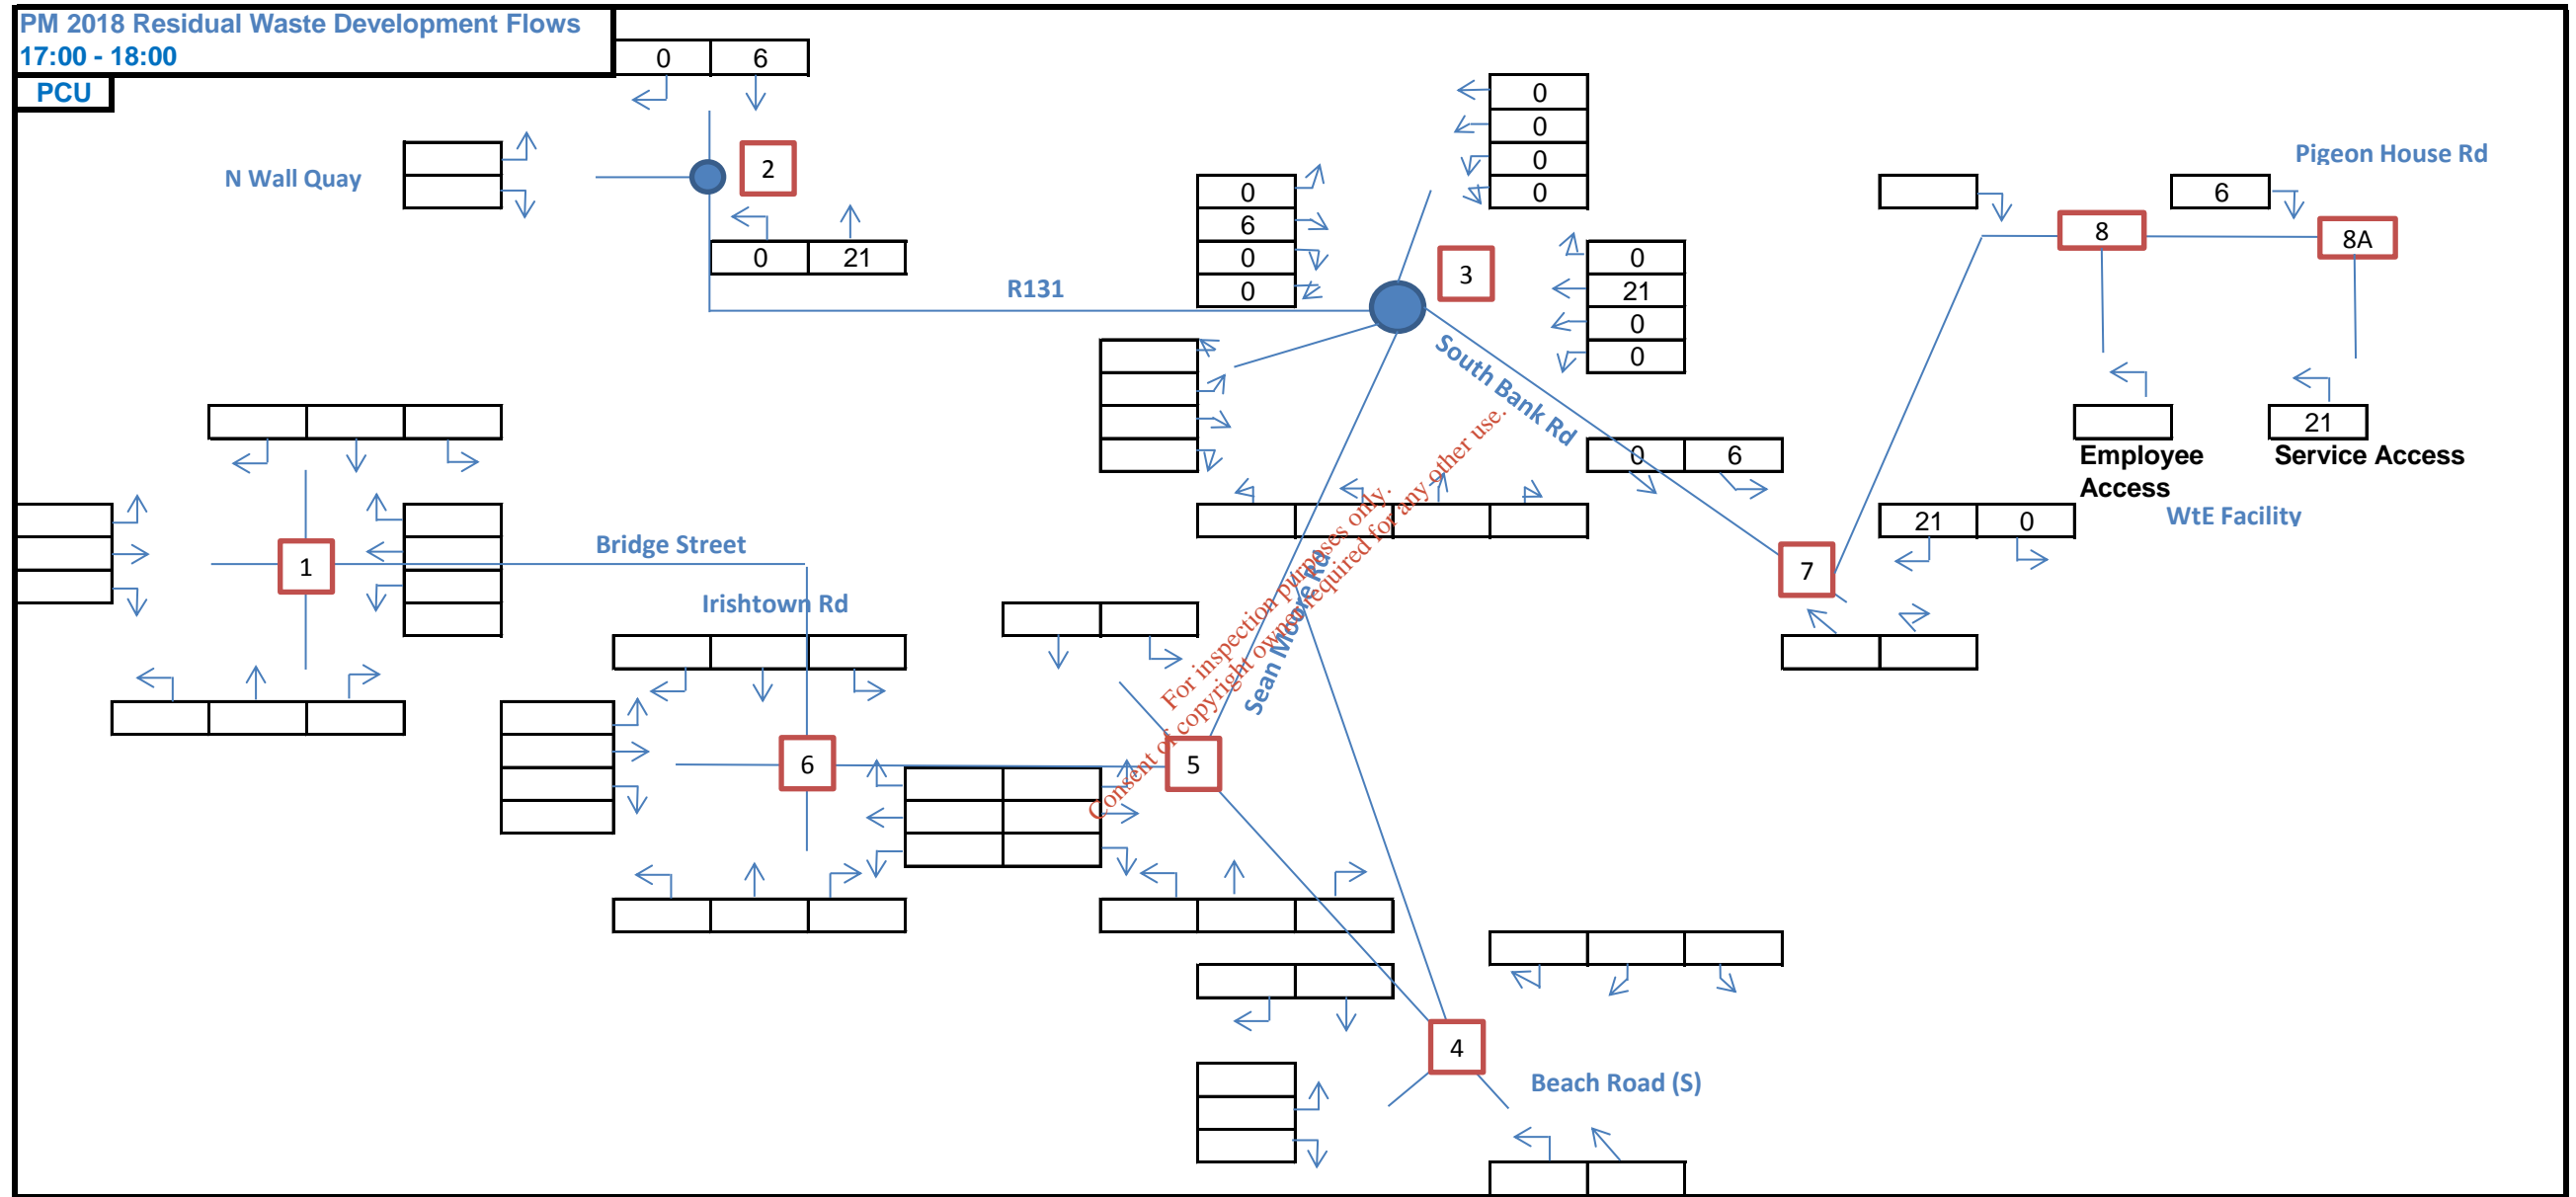 PM 2018 Residual Waste Development Flows
17:00 - 18:00
PCU
0 6
N Wall Quay
2
0 21
R131
0
6
0
0
0
0
0
0
3
0
21
0
0
South Bank Rd
Pigeon House Rd
6
8
8A
21
Employee
Access
Service Access
WtE Facility
0 6
21 0
7
1
Bridge Street
Irishtown Rd
6
5
Sean Moore Rd
For inspection purposes only.
Consent of copyright owner required for any other use.
4
Beach Road (S)